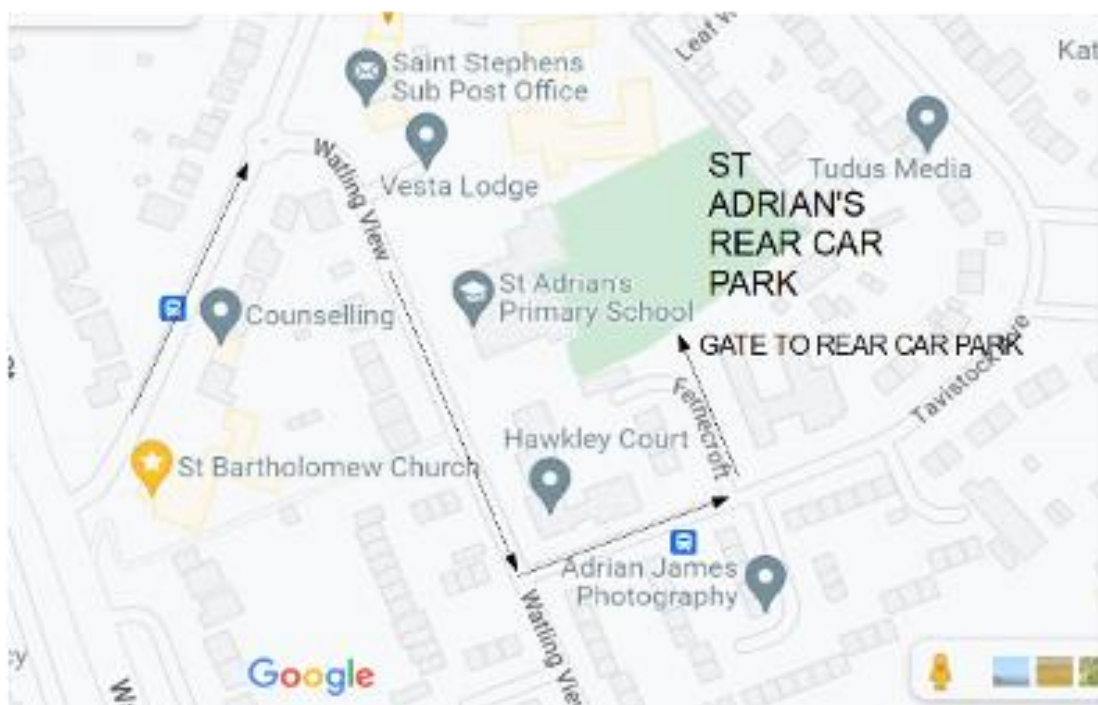 Saint Stephens
Sub Post Office
Leaf W
Kat
Watling View
Vesta Lodge
Tudus Media
ST
ADRIAN'S
REAR CAR
PARK
St Adrian's
Primary School
Counselling
GATE TO REAR CAR PARK
Tavistock Ave
Fernecroft
Hawkley Court
St Bartholomew Church
Adrian James
Photography
Watling View
Google